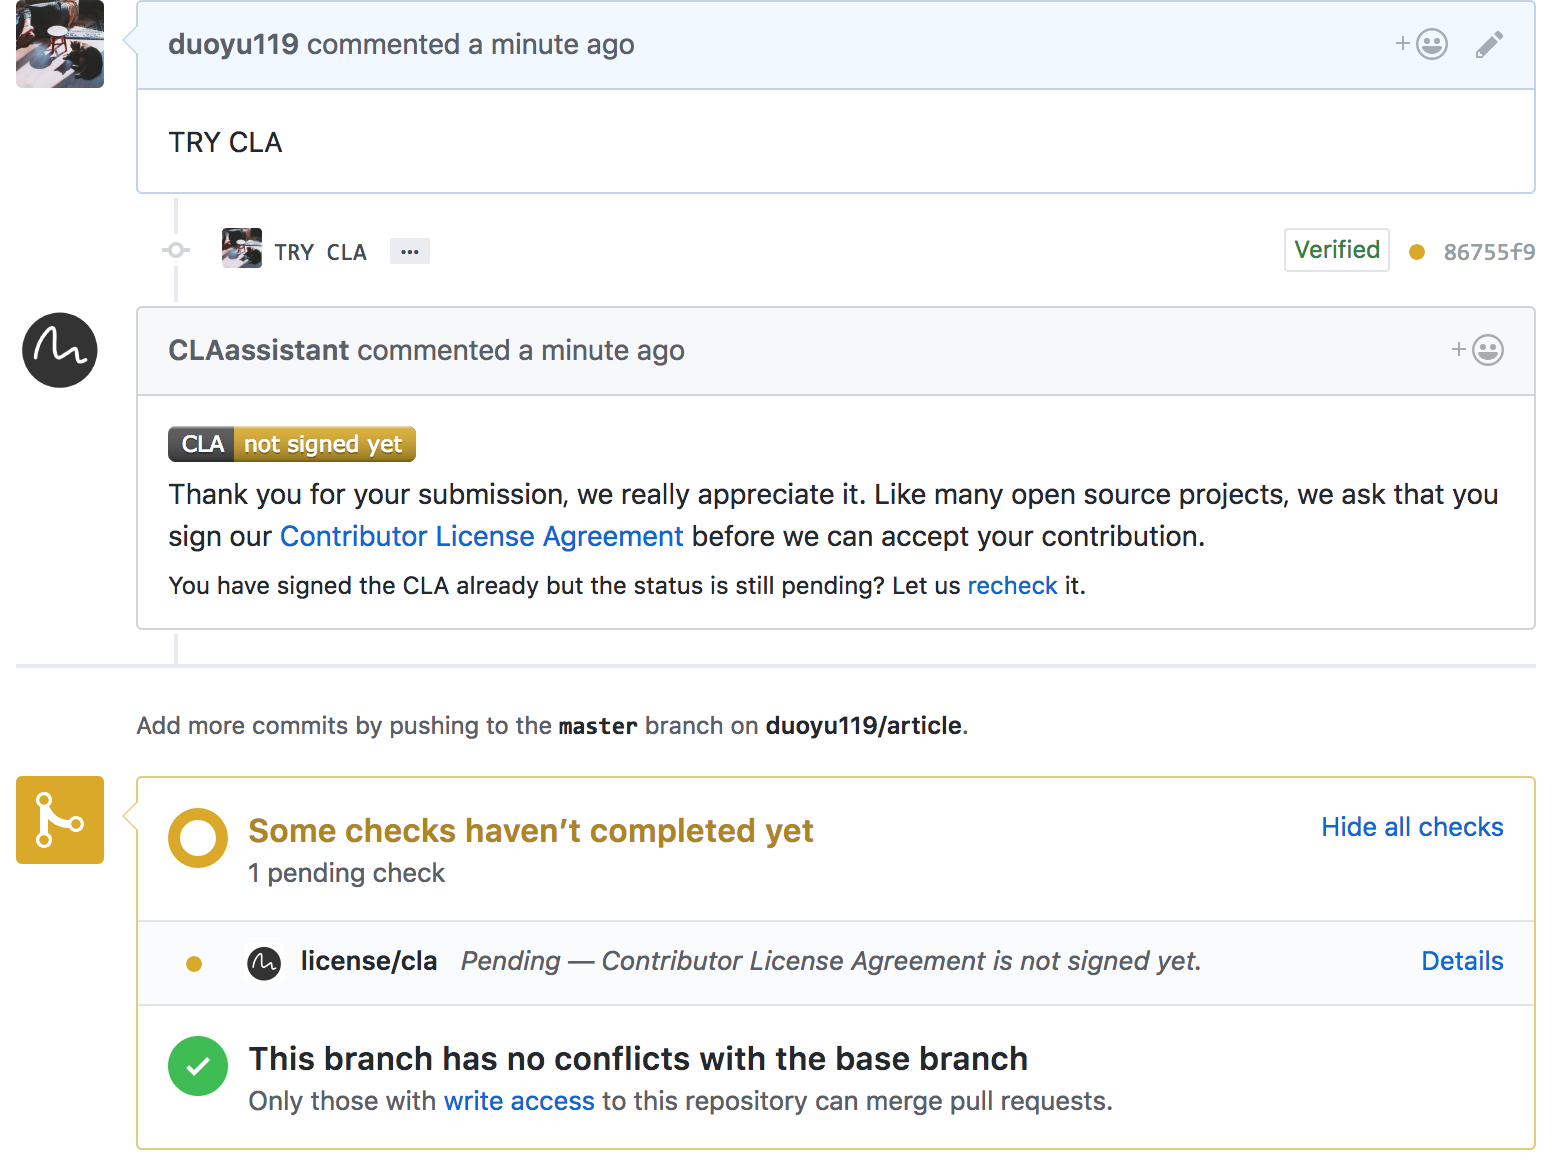 duoyu119 commented a minute ago
TRY CLA
TRY CLA
Verified
86755f9
CLAassistant commented a minute ago
CLA not signed yet
Thank you for your submission, we really appreciate it. Like many open source projects, we ask that you
sign our Contributor License Agreement before we can accept your contribution.
You have signed the CLA already but the status is still pending? Let us recheck it.
Add more commits by pushing to the master branch on duoyu119/article.
Some checks haven’t completed yet
Hide all checks
1 pending check
license/cla Pending — Contributor License Agreement is not signed yet.
Details
This branch has no conflicts with the base branch
Only those with write access to this repository can merge pull requests.